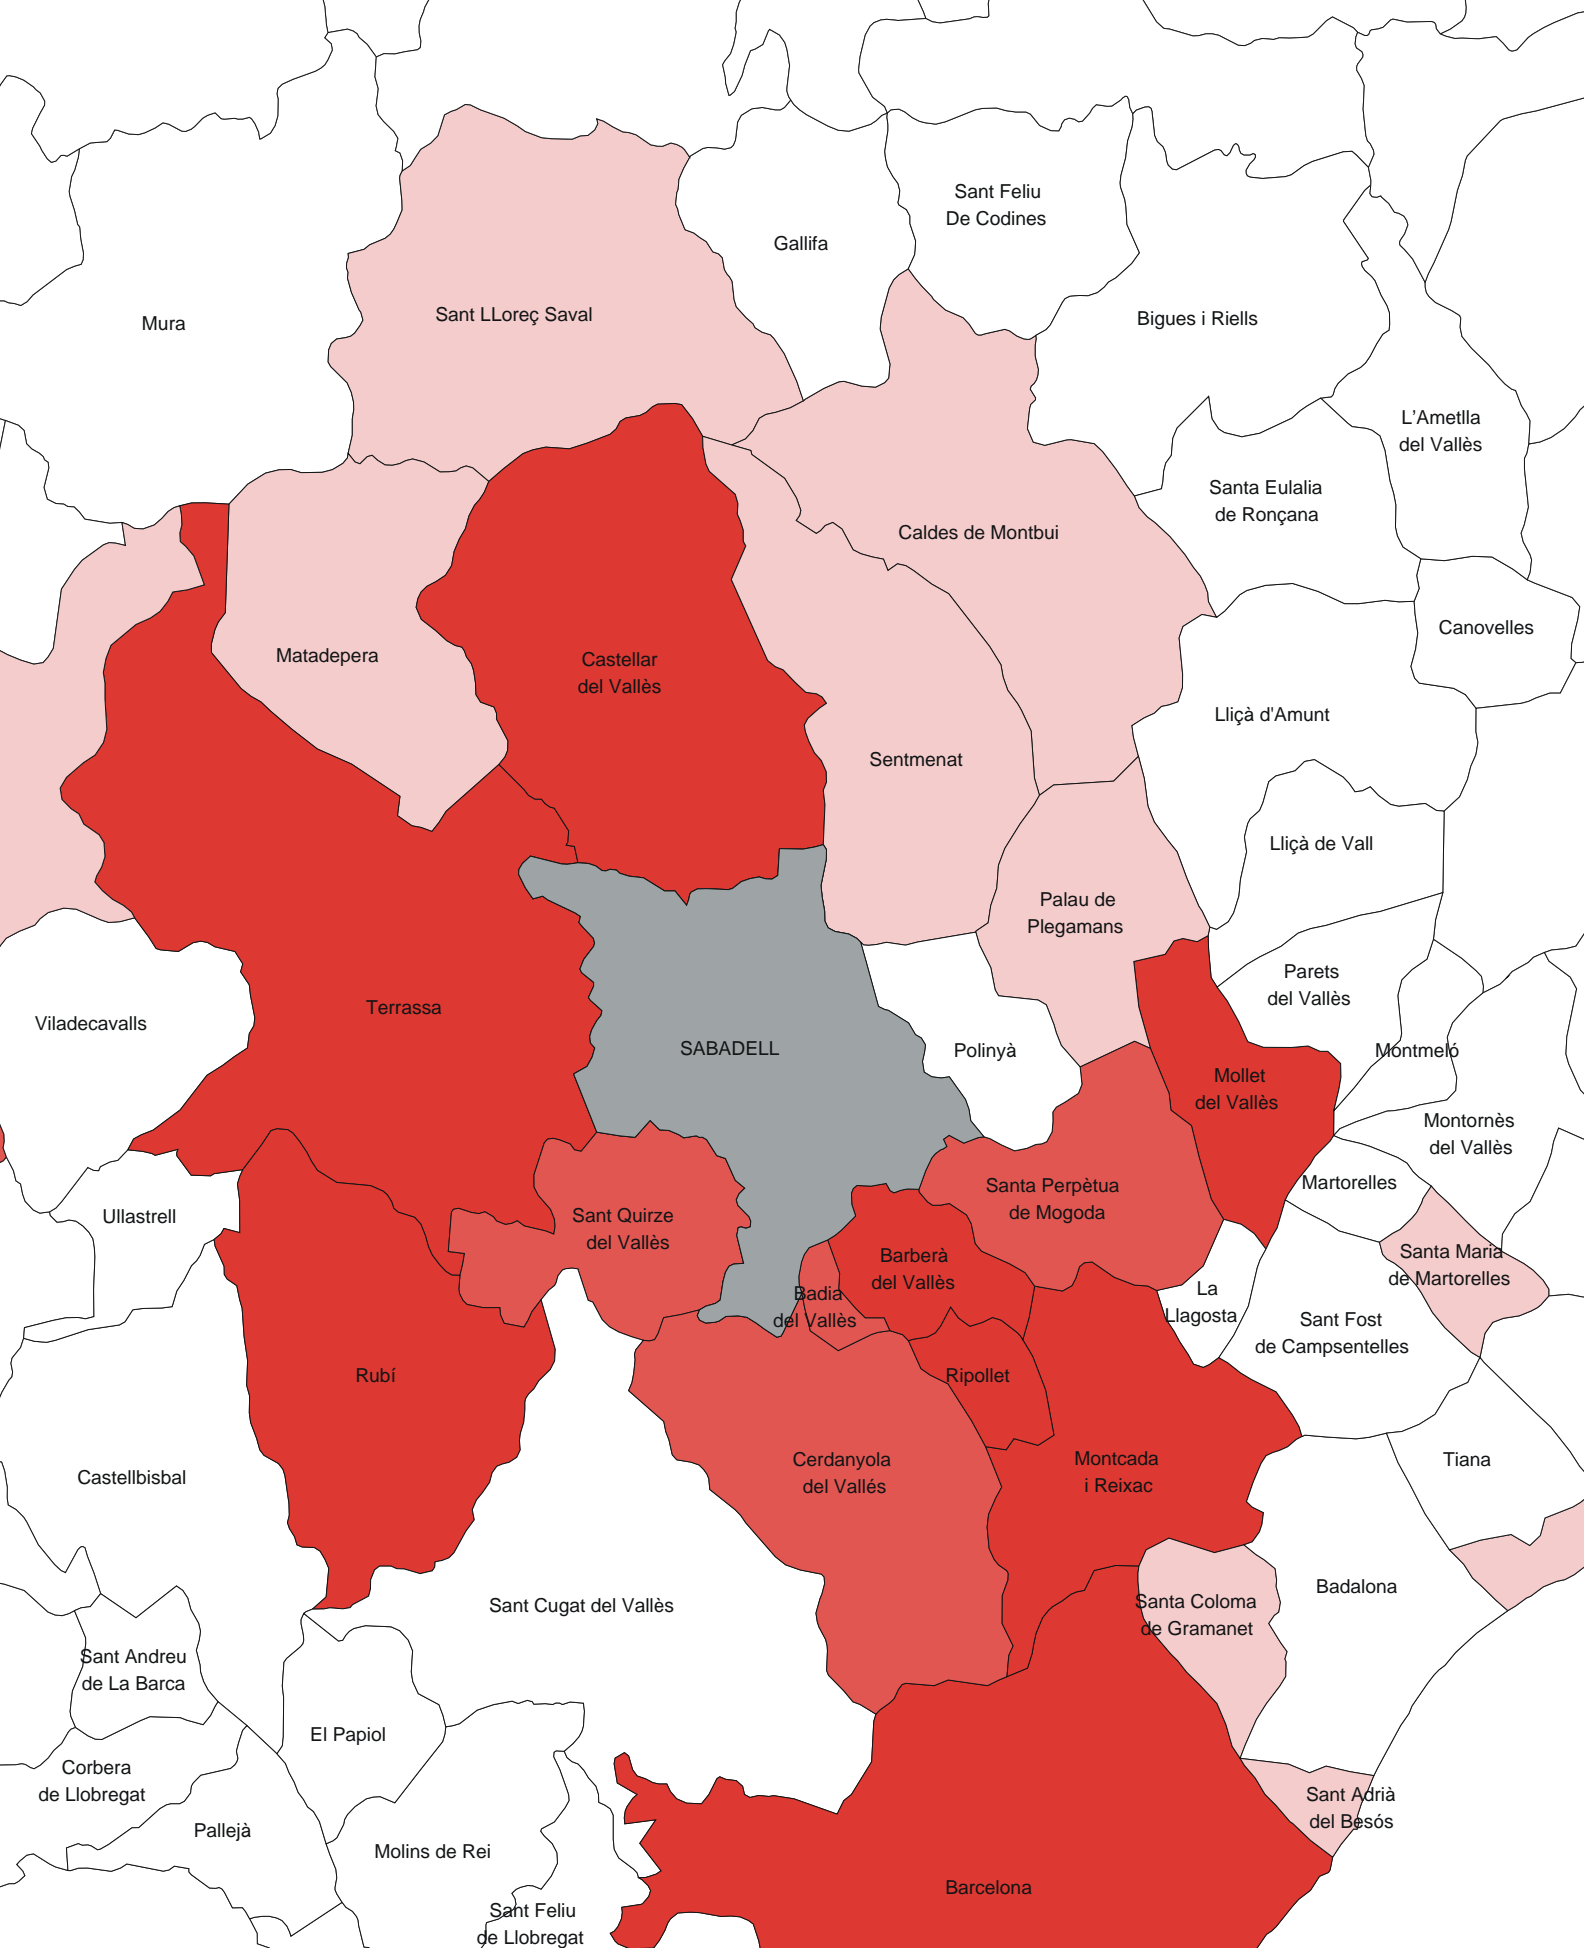 Sant Feliu
De Codines
Gallifa
Sant LLoreç Saval
Mura
Bigues i Riells
L'Ametlla
del Vallès
Santa Eulalia
de Ronçana
Caldes de Montbui
Canovelles
Matadepera
Castellar
del Vallès
Lliçà d'Amunt
Sentmenat
Lliçà de Vall
Palau de
Plegamans
Parets
del Vallès
Terrassa
Viladecavalls
SABADELL
Polinyà
Montmeló
Mollet
del Vallès
Montornès
del Vallès
Martorelles
Santa Perpètua
de Mogoda
Ullastrell
Sant Quirze
del Vallès
Barberà
del Vallès
Santa Maria
de Martorelles
La
Llagosta
Badia
del Vallès
Sant Fost
de Campsentelles
Rubí
Ripollet
Cerdanyola
del Vallés
Montcada
i Reixac
Tiana
Castellbisbal
Badalona
Sant Cugat del Vallès
Santa Coloma
de Gramanet
Sant Andreu
de La Barca
El Papiol
Corbera
de Llobregat
Sant Adrià
del Besós
Pallejà
Molins de Rei
Barcelona
Sant Feliu
de Llobregat